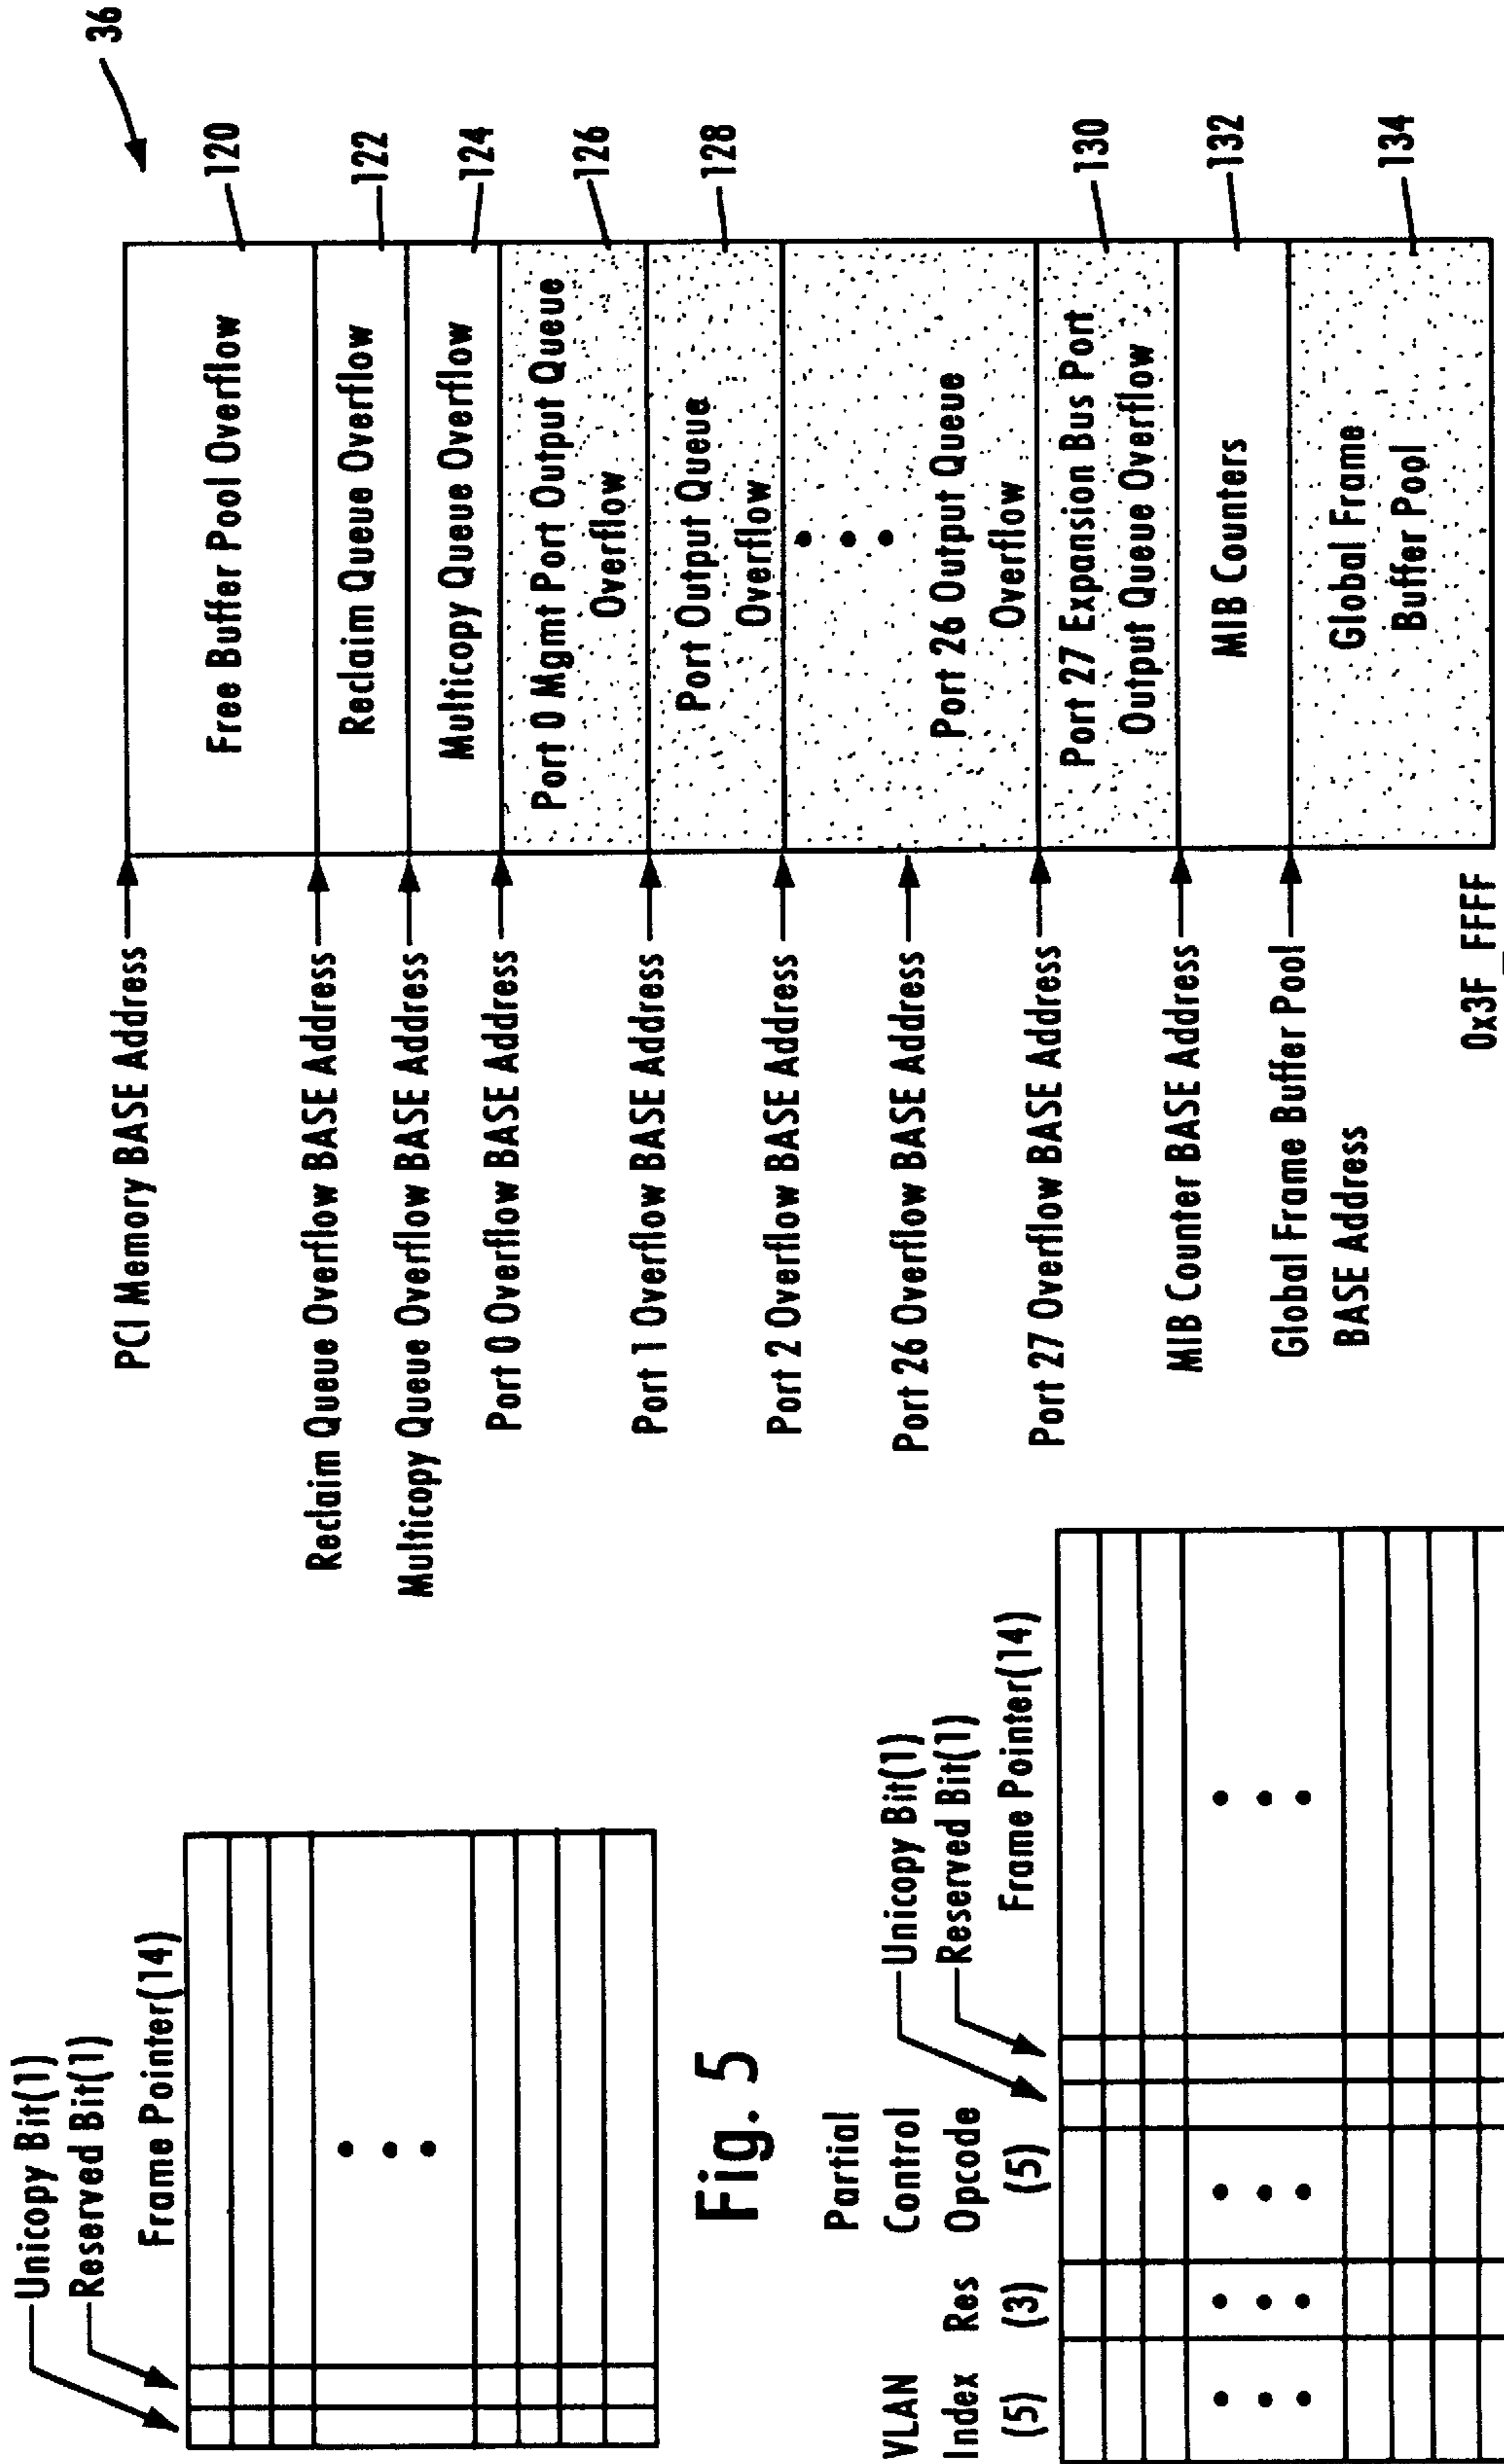 Unicopy Bit(1)
Reserved Bit(1)
Frame Pointer(14)
Fig. 5
VLAN
Index
(5)
Res
(3)
Partial
Control
Opcode
(5)
Unicopy Bit(1)
Reserved Bit(1)
Frame Pointer(14)
36
PCI Memory BASE Address
Reclaim Queue Overflow BASE Address
Multicopy Queue Overflow BASE Address
Port 0 Overflow BASE Address
Port 1 Overflow BASE Address
Port 2 Overflow BASE Address
Port 26 Overflow BASE Address
Port 27 Overflow BASE Address
MIB Counter BASE Address
Global Frame Buffer Pool
BASE Address
0x3F_FFFF
Free Buffer Pool Overflow
120
Reclaim Queue Overflow
122
Multicopy Queue Overflow
124
Port 0 Mgmt Port Output Queue
Overflow
126
Port Output Queue
Overflow
128
Port 26 Output Queue
Overflow
Port 27 Expansion Bus Port
Output Queue Overflow
130
MIB Counters
132
Global Frame
Buffer Pool
134